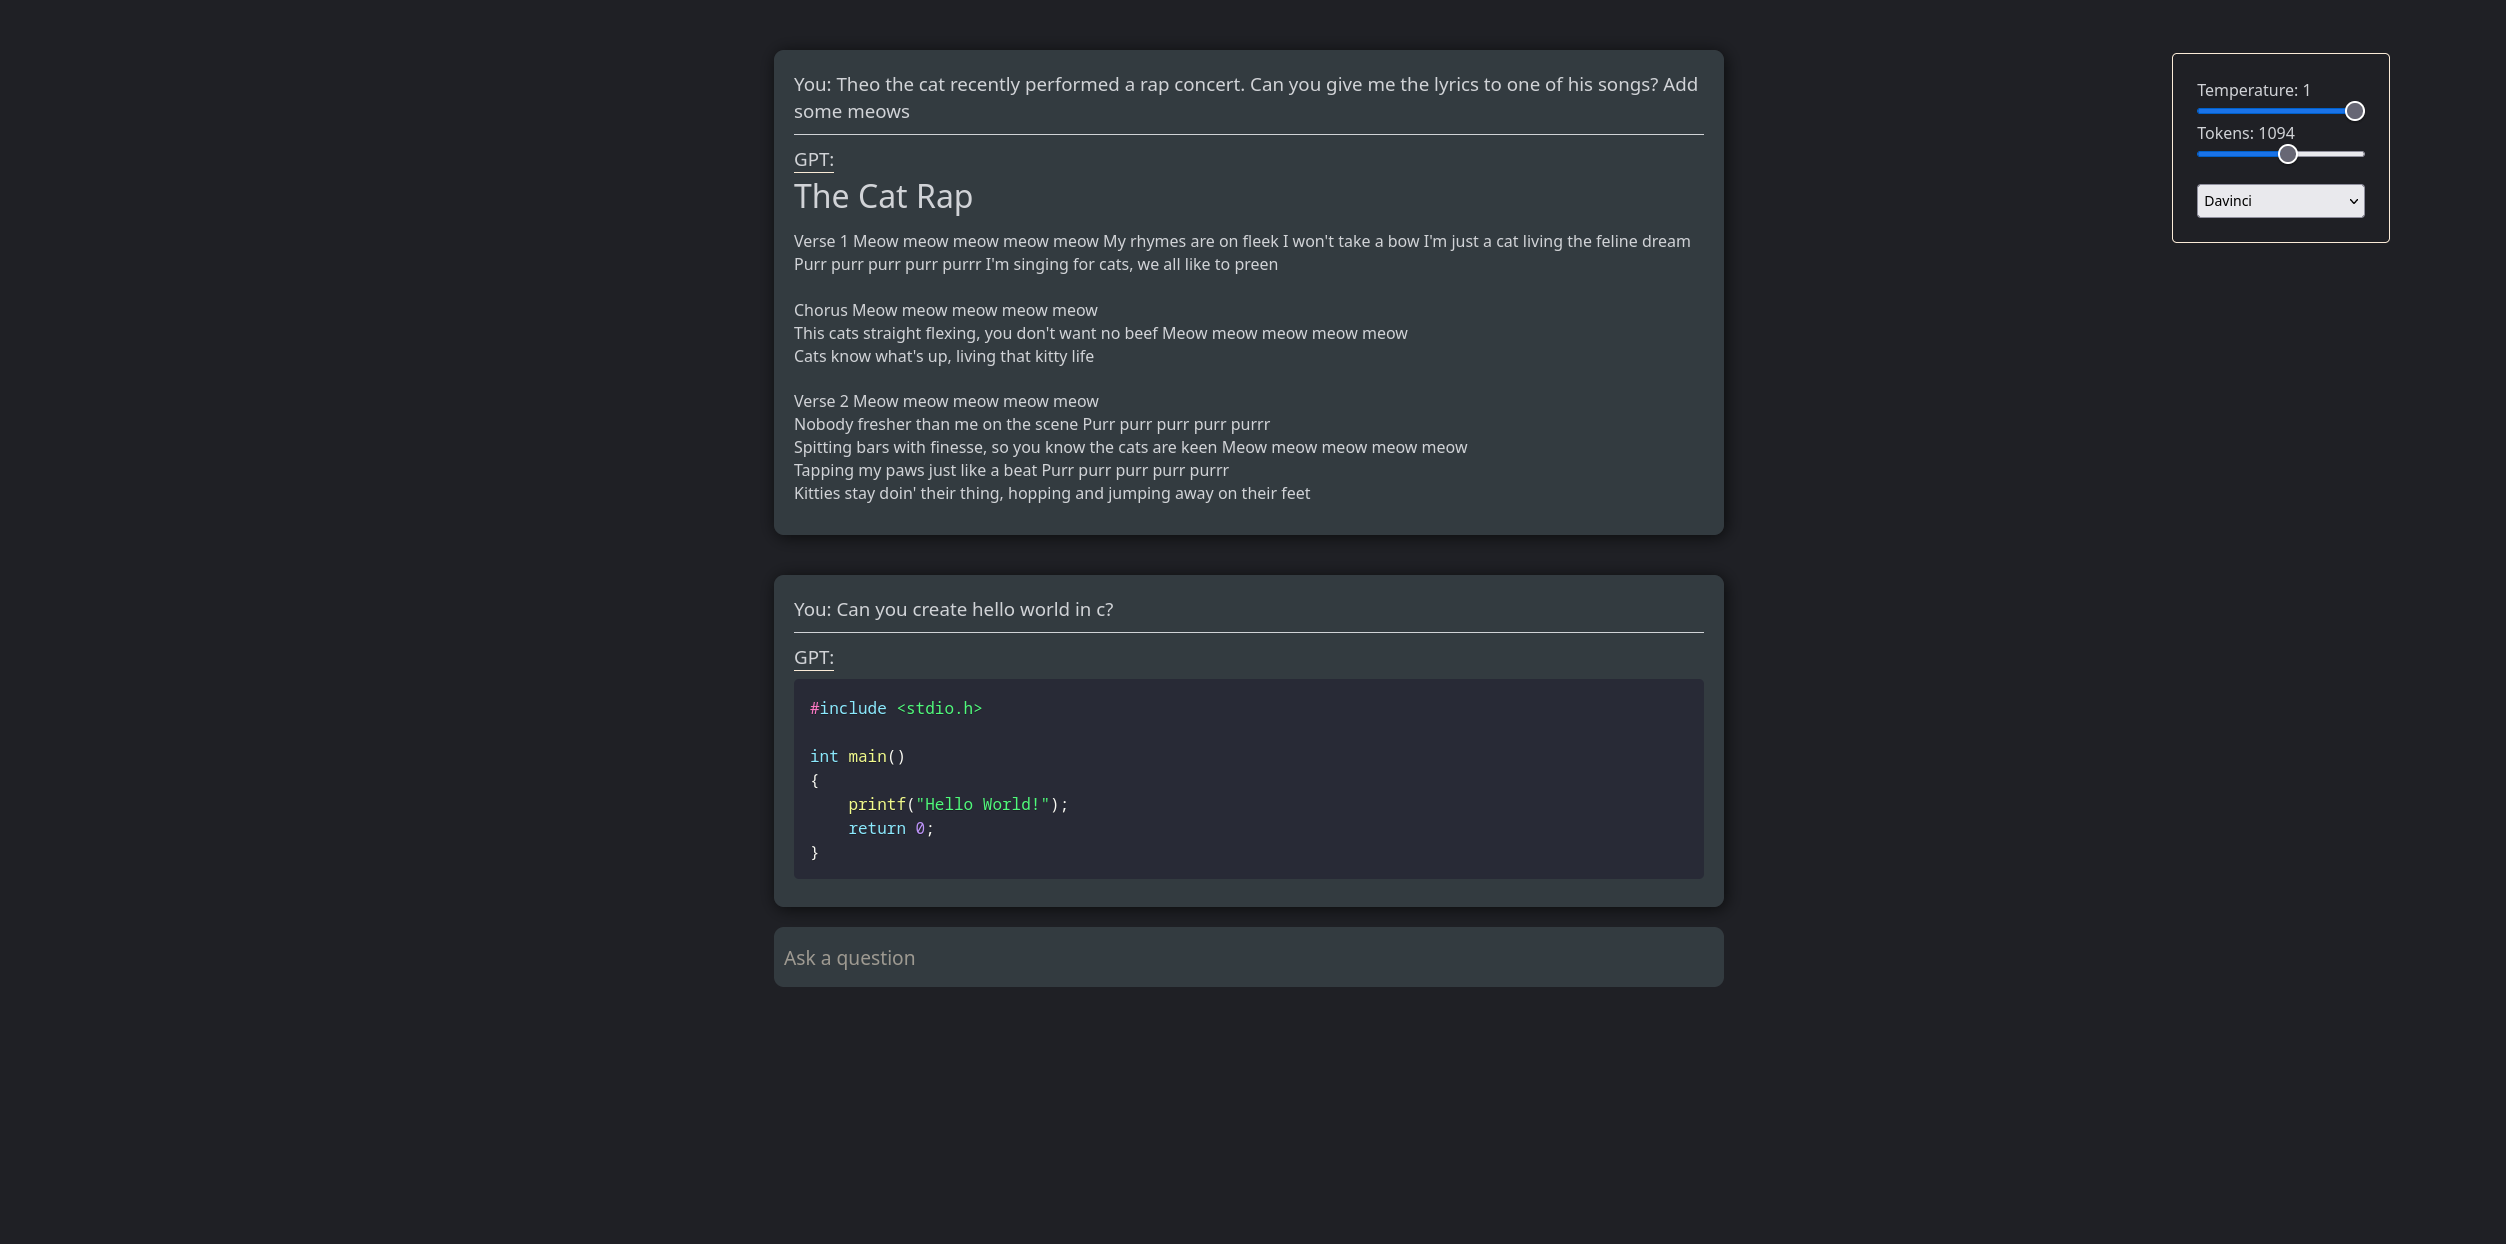 You: Theo the cat recently performed a rap concert. Can you give me the lyrics to one of his songs? Add
some meows
GPT:
The Cat Rap
Verse 1 Meow meow meow meow meow My rhymes are on fleek I won't take a bow I'm just a cat living the feline dream
Purr purr purr purr purrr I'm singing for cats, we all like to preen
Chorus Meow meow meow meow meow
This cats straight flexing, you don't want no beef Meow meow meow meow meow
Cats know what's up, living that kitty life
Verse 2 Meow meow meow meow meow
Nobody fresher than me on the scene Purr purr purr purr purrr
Spitting bars with finesse, so you know the cats are keen Meow meow meow meow meow
Tapping my paws just like a beat Purr purr purr purr purrr
Kitties stay doin' their thing, hopping and jumping away on their feet
You: Can you create hello world in c?
GPT:
#include <stdio.h>
int main()
{
    printf("Hello World!");
    return 0;
}
Ask a question
Temperature: 1
Tokens: 1094
Davinci